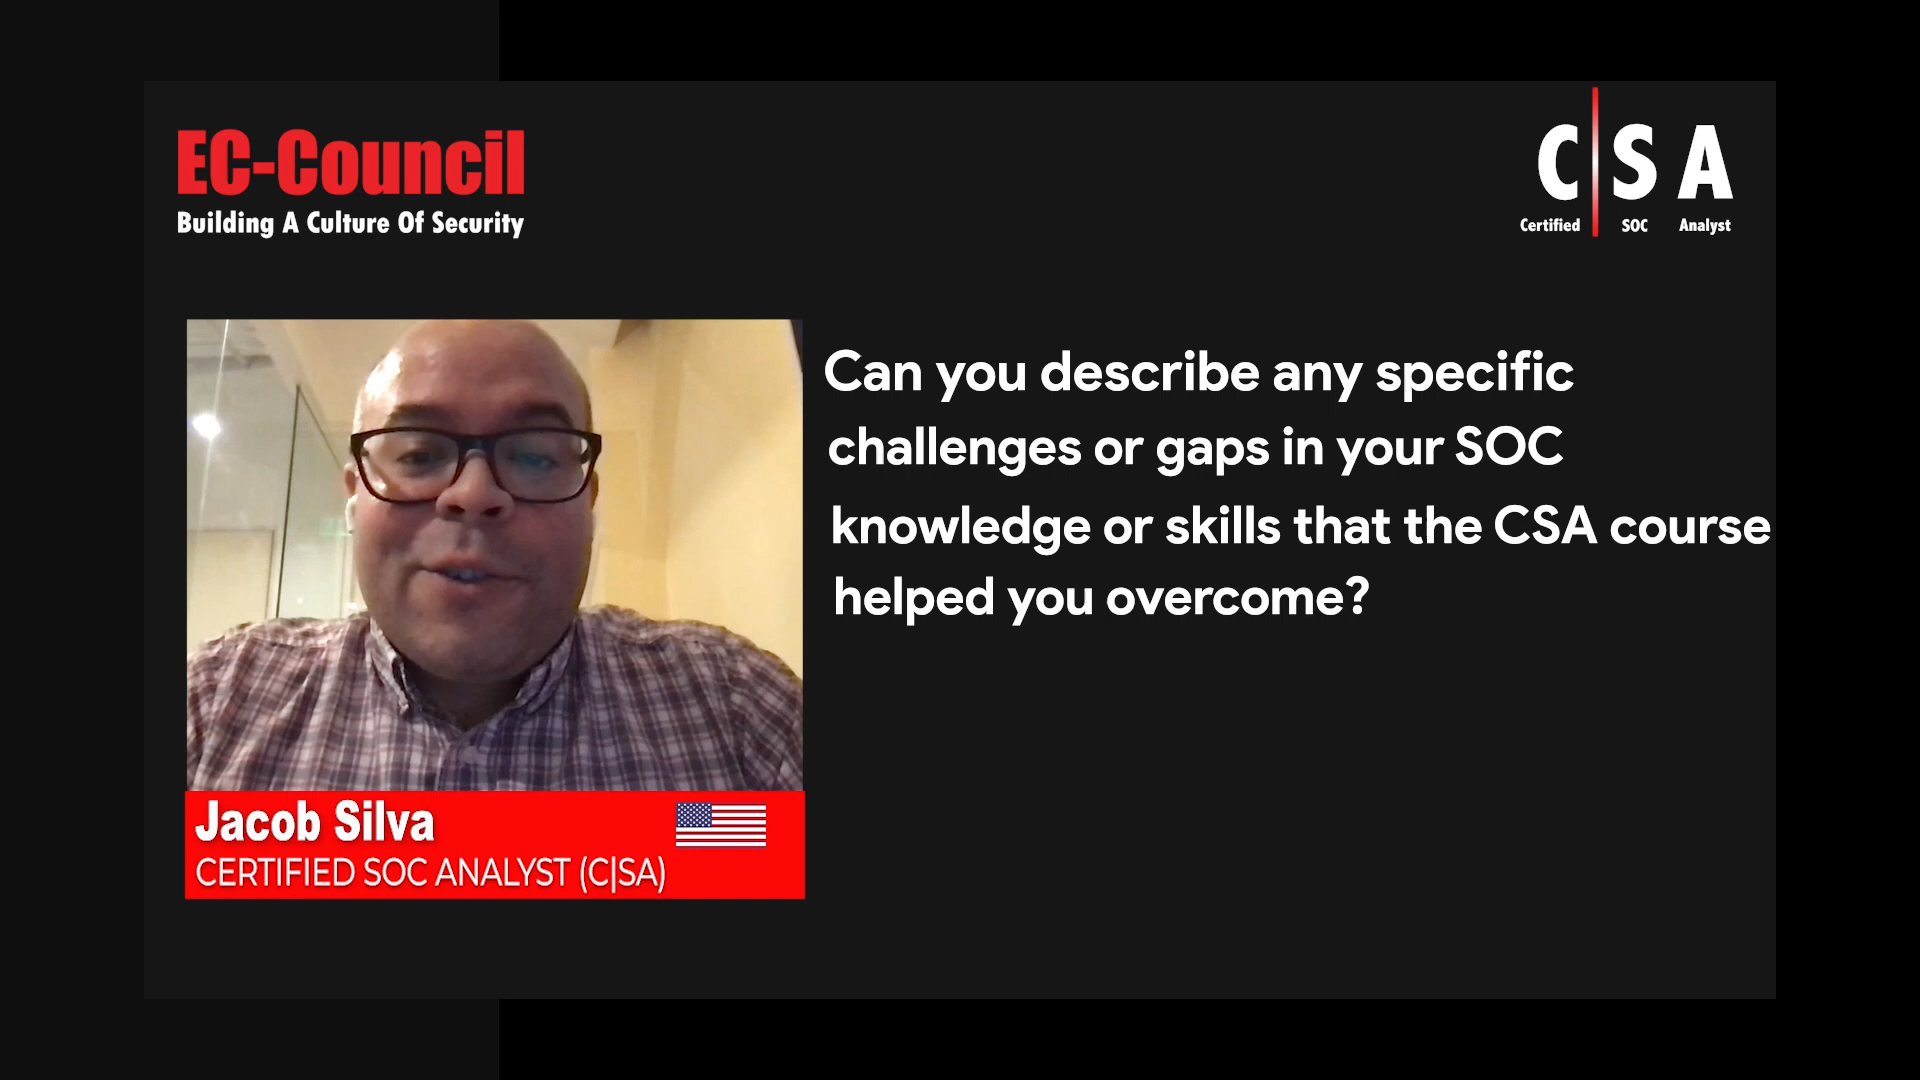 EC-Council
Building A Culture Of Security
C|SA
Certified SOC Analyst
Can you describe any specific
challenges or gaps in your SOC
knowledge or skills that the CSA course
helped you overcome?
Jacob Silva
CERTIFIED SOC ANALYST (C|SA)